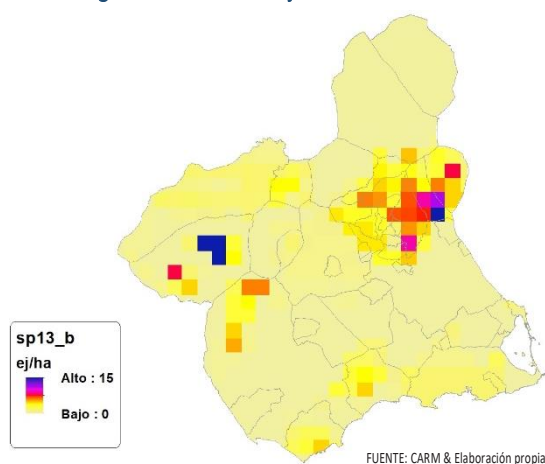 sp13_b
ej/ha
Alto : 15
Bajo : 0
FUENTE: CARM & Elaboración propia